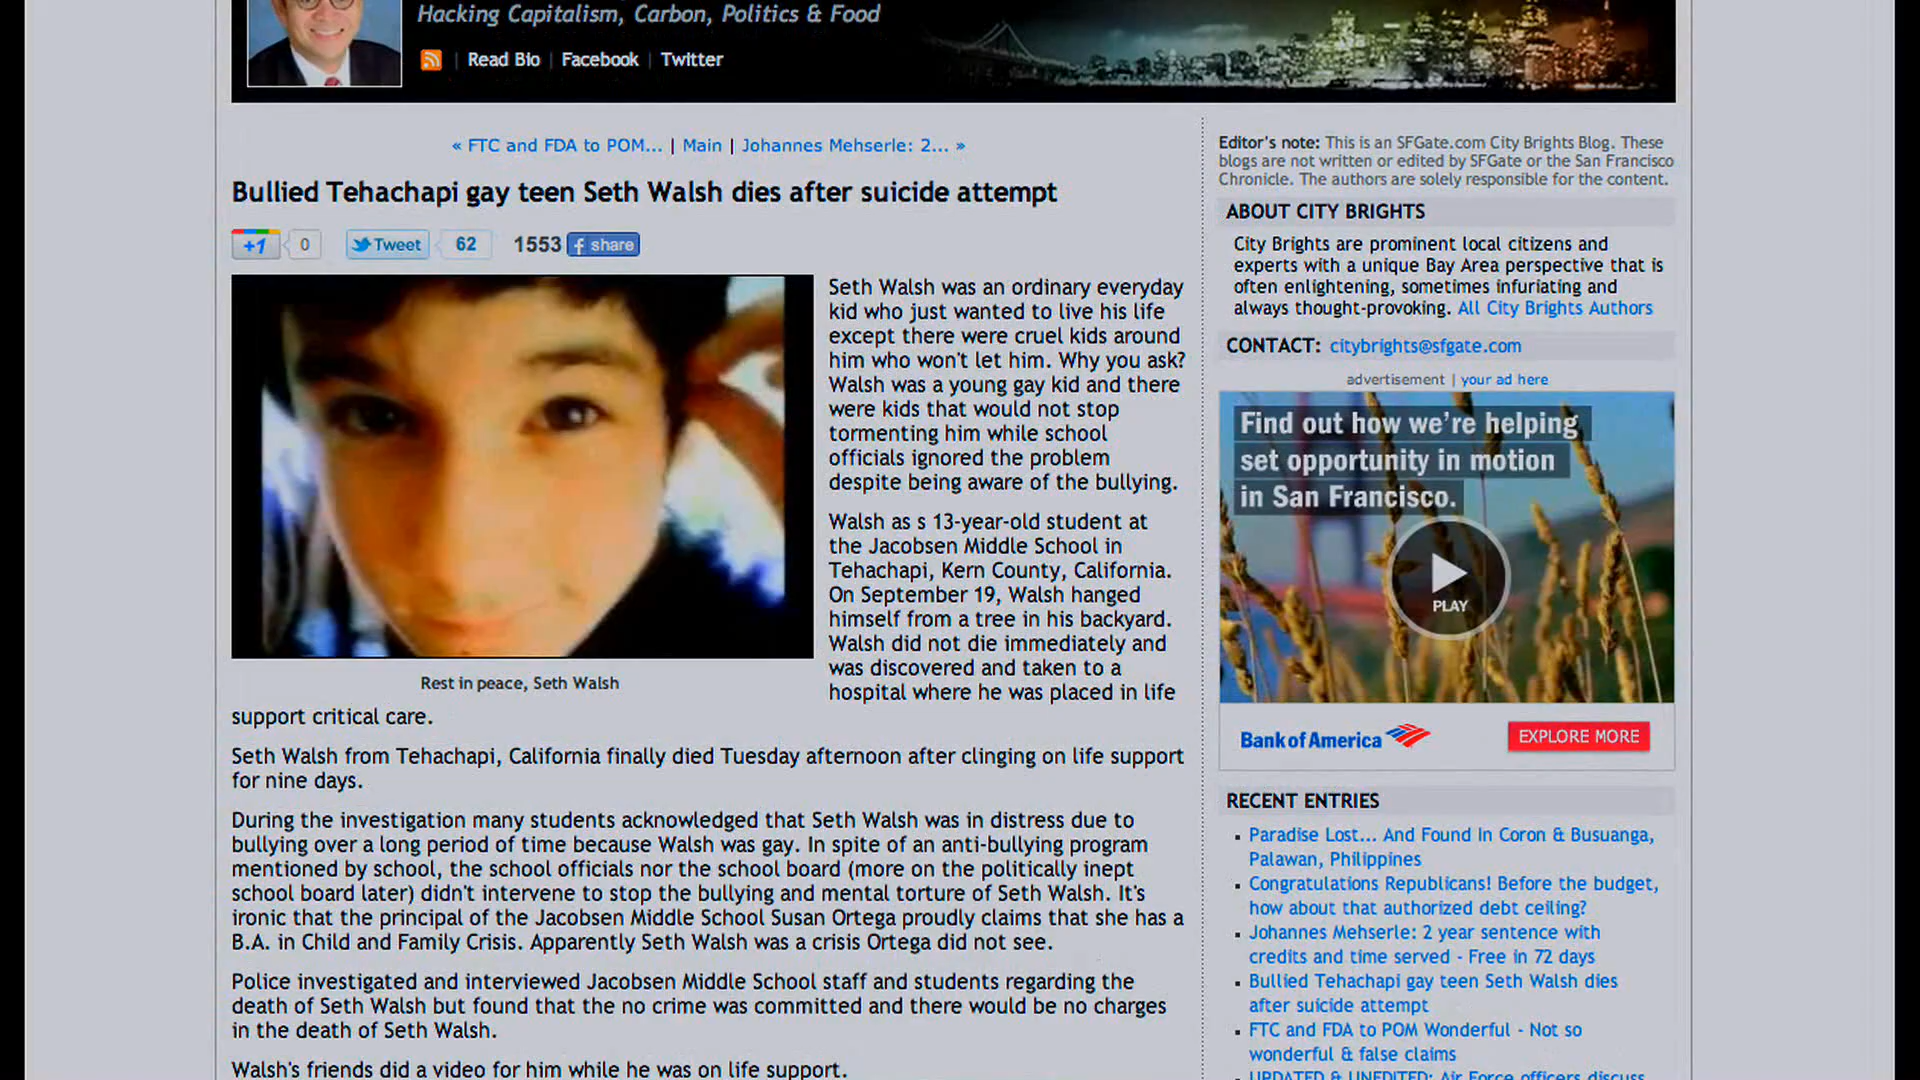 Hacking Capitalism, Carbon, Politics & Food
Read Bio | Facebook | Twitter
« FTC and FDA to POM... | Main | Johannes Mehserle: 2... »
Bullied Tehachapi gay teen Seth Walsh dies after suicide attempt
+1 0 Tweet 62 1553 f share
Seth Walsh was an ordinary everyday
kid who just wanted to live his life
except there were cruel kids around
him who won't let him. Why you ask?
Walsh was a young gay kid and there
were kids that would not stop
tormenting him while school
officials ignored the problem
despite being aware of the bullying.
Walsh as s 13-year-old student at
the Jacobsen Middle School in
Tehachapi, Kern County, California.
On September 19, Walsh hanged
himself from a tree in his backyard.
Walsh did not die immediately and
was discovered and taken to a
hospital where he was placed in life
Rest in peace, Seth Walsh
support critical care.
Seth Walsh from Tehachapi, California finally died Tuesday afternoon after clinging on life support
for nine days.
During the investigation many students acknowledged that Seth Walsh was in distress due to
bullying over a long period of time because Walsh was gay. In spite of an anti-bullying program
mentioned by school, the school officials nor the school board (more on the politically inept
school board later) didn't intervene to stop the bullying and mental torture of Seth Walsh. It's
ironic that the principal of the Jacobsen Middle School Susan Ortega proudly claims that she has a
B.A. in Child and Family Crisis. Apparently Seth Walsh was a crisis Ortega did not see.
Police investigated and interviewed Jacobsen Middle School staff and students regarding the
death of Seth Walsh but found that the no crime was committed and there would be no charges
in the death of Seth Walsh.
Walsh's friends did a video for him while he was on life support.
Editor's note: This is an SFGate.com City Brights Blog. These
blogs are not written or edited by SFGate or the San Francisco
Chronicle. The authors are solely responsible for the content.
ABOUT CITY BRIGHTS
City Brights are prominent local citizens and
experts with a unique Bay Area perspective that is
often enlightening, sometimes infuriating and
always thought-provoking. All City Brights Authors
CONTACT: citybrights@sfgate.com
advertisement | your ad here
Find out how we're helping
set opportunity in motion
in San Francisco.
PLAY
Bank of America
EXPLORE MORE
RECENT ENTRIES
Paradise Lost... And Found In Coron & Busuanga,
Palawan, Philippines
Congratulations Republicans! Before the budget,
how about that authorized debt ceiling?
Johannes Mehserle: 2 year sentence with
credits and time served - Free in 72 days
Bullied Tehachapi gay teen Seth Walsh dies
after suicide attempt
FTC and FDA to POM Wonderful - Not so
wonderful & false claims
UPDATED & UNEDITED: Air Force officers discuss